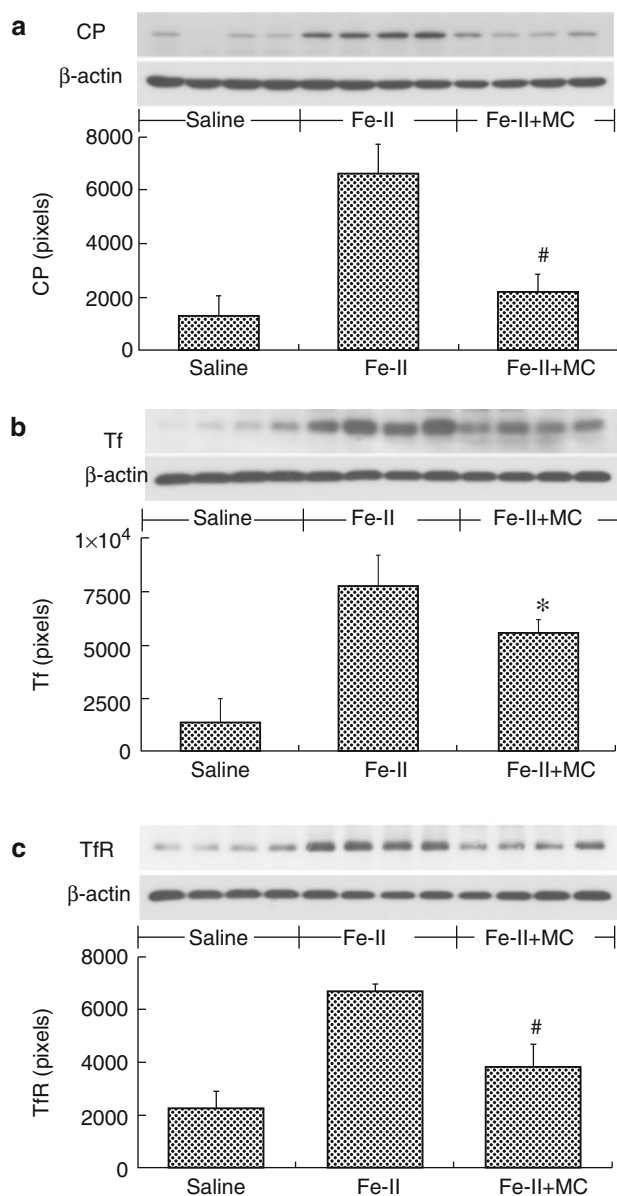 a
CP
β-actin
Saline
Fe-II
Fe-II+MC
8000
6000
4000
2000
0
CP (pixels)
#
Saline
Fe-II
Fe-II+MC
b
Tf
β-actin
Saline
Fe-II
Fe-II+MC
1×10⁴
7500
5000
2500
0
Tf (pixels)
*
Saline
Fe-II
Fe-II+MC
c
TfR
β-actin
Saline
Fe-II
Fe-II+MC
8000
6000
4000
2000
0
TfR (pixels)
#
Saline
Fe-II
Fe-II+MC